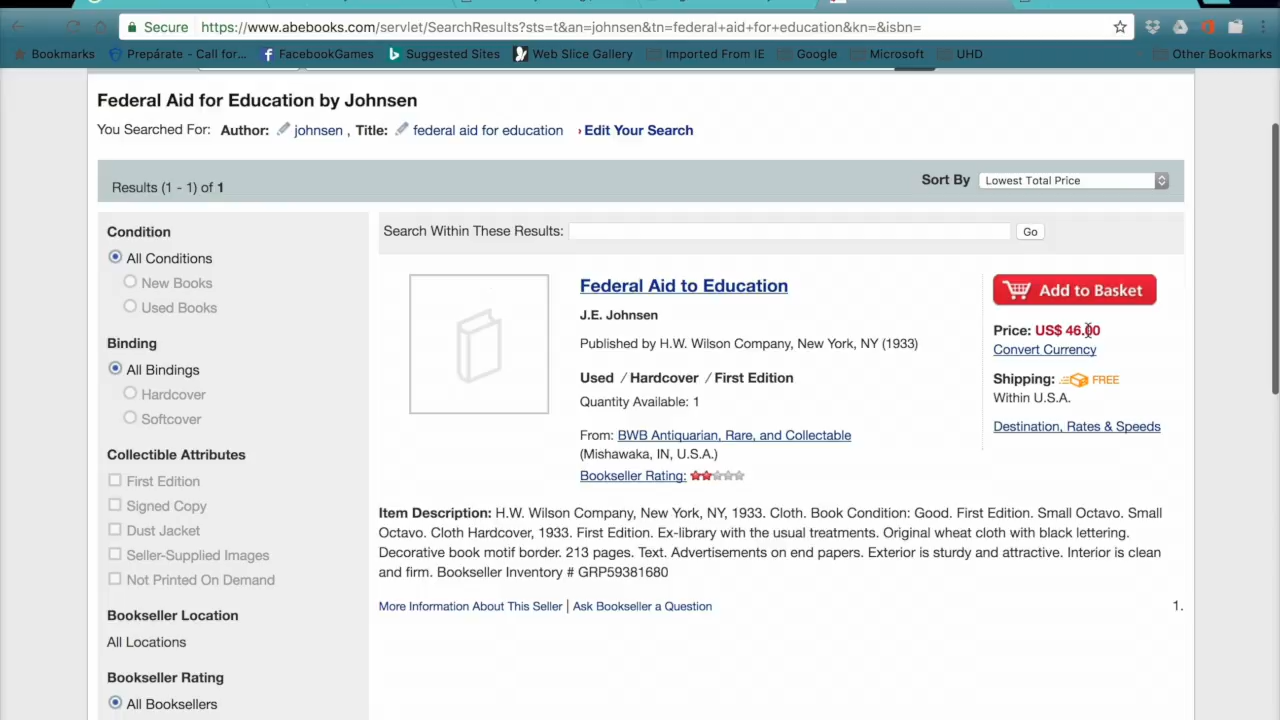 Secure https://www.abebooks.com/servlet/SearchResults?sts=t&an=johnsen&tn=federal+aid+for+education&kn=&isbn=
Bookmarks Prepárate - Call for... FacebookGames Suggested Sites Web Slice Gallery Imported From IE Google Microsoft UHD Other Bookmarks
Federal Aid for Education by Johnsen
You Searched For: Author: johnsen , Title: federal aid for education › Edit Your Search
Results (1 - 1) of 1
Sort By Lowest Total Price
Condition
All Conditions
New Books
Used Books
Binding
All Bindings
Hardcover
Softcover
Collectible Attributes
First Edition
Signed Copy
Dust Jacket
Seller-Supplied Images
Not Printed On Demand
Bookseller Location
All Locations
Bookseller Rating
All Booksellers
Search Within These Results: Go
Federal Aid to Education
J.E. Johnsen
Published by H.W. Wilson Company, New York, NY (1933)
Used / Hardcover / First Edition
Quantity Available: 1
From: BWB Antiquarian, Rare, and Collectable
(Mishawaka, IN, U.S.A.)
Bookseller Rating:
Add to Basket
Price: US$ 46.00
Convert Currency
Shipping: FREE
Within U.S.A.
Destination, Rates & Speeds
Item Description: H.W. Wilson Company, New York, NY, 1933. Cloth. Book Condition: Good. First Edition. Small Octavo. Small
Octavo. Cloth Hardcover, 1933. First Edition. Ex-library with the usual treatments. Original wheat cloth with black lettering.
Decorative book motif border. 213 pages. Text. Advertisements on end papers. Exterior is sturdy and attractive. Interior is clean
and firm. Bookseller Inventory # GRP59381680
More Information About This Seller | Ask Bookseller a Question
1.